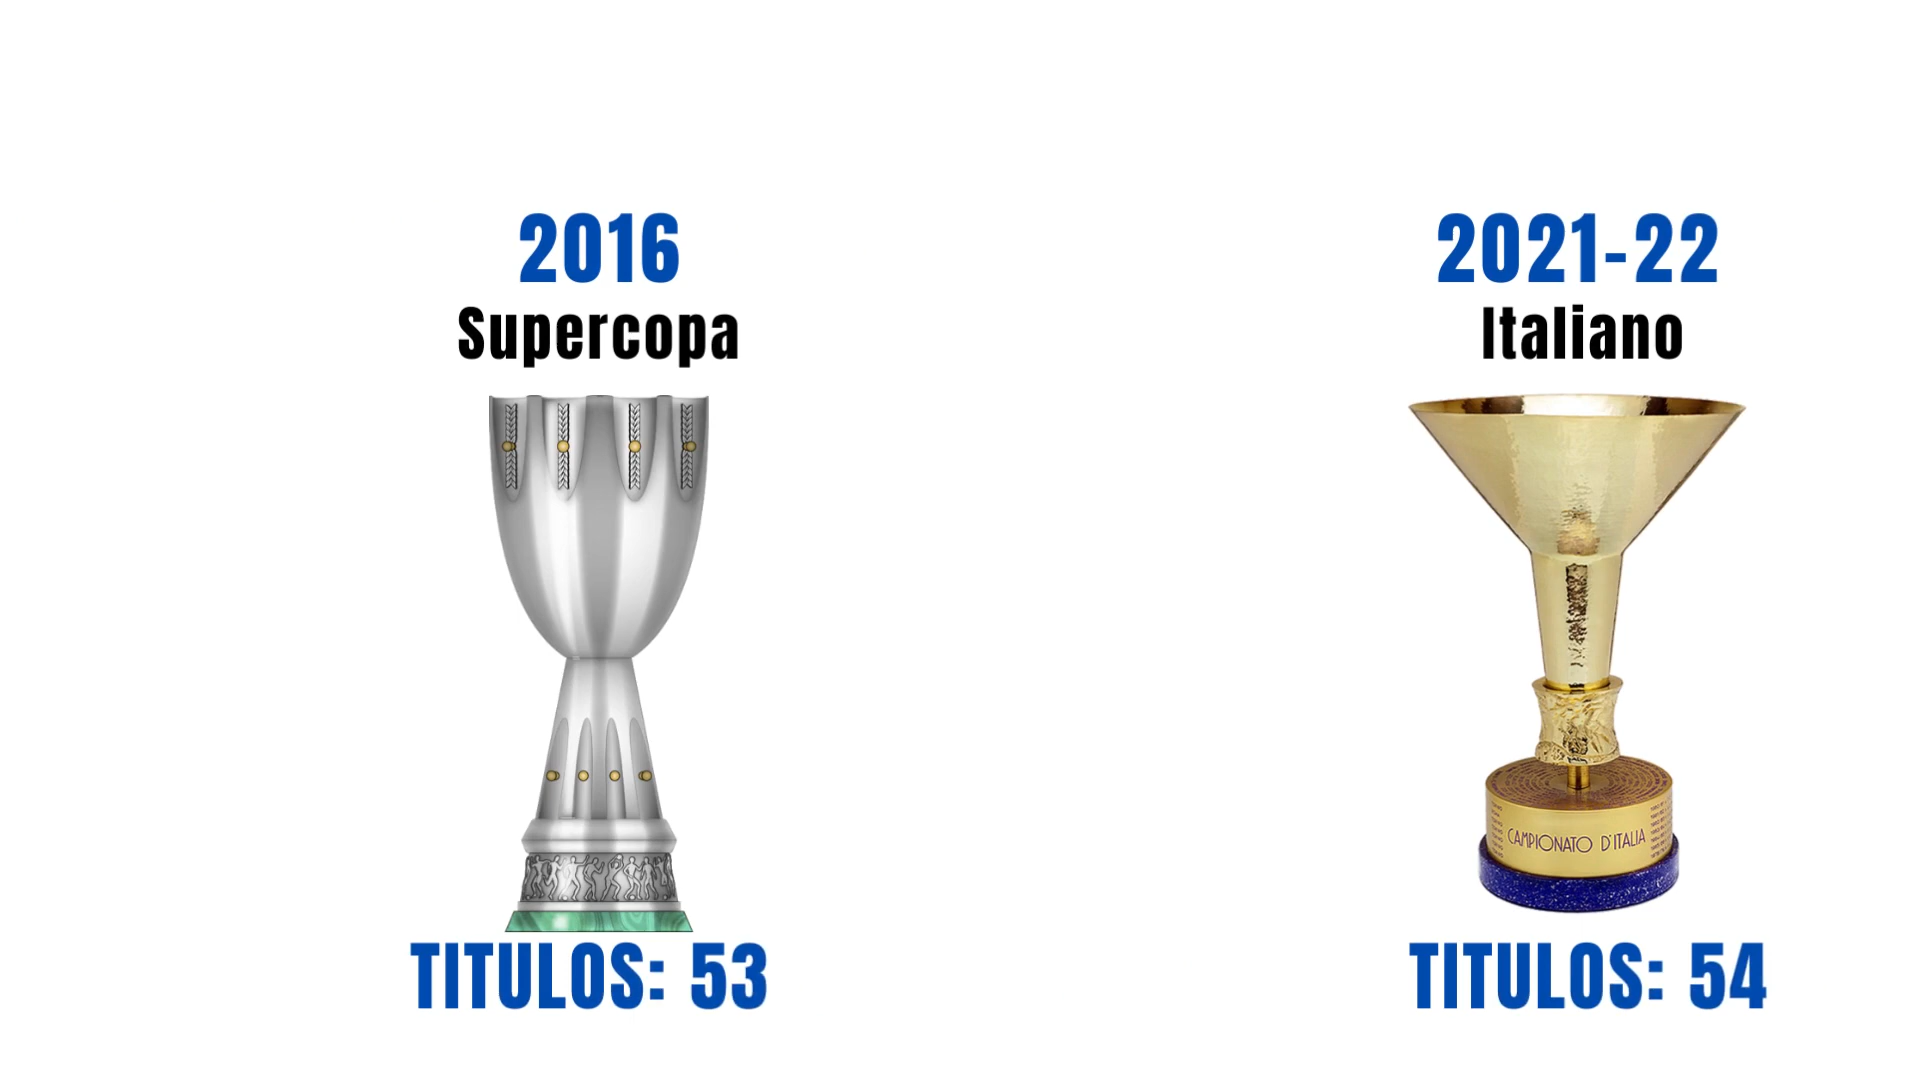 2016
Supercopa
TITULOS: 53
2021-22
Italiano
CAMPIONATO D'ITALIA
TITULOS: 54